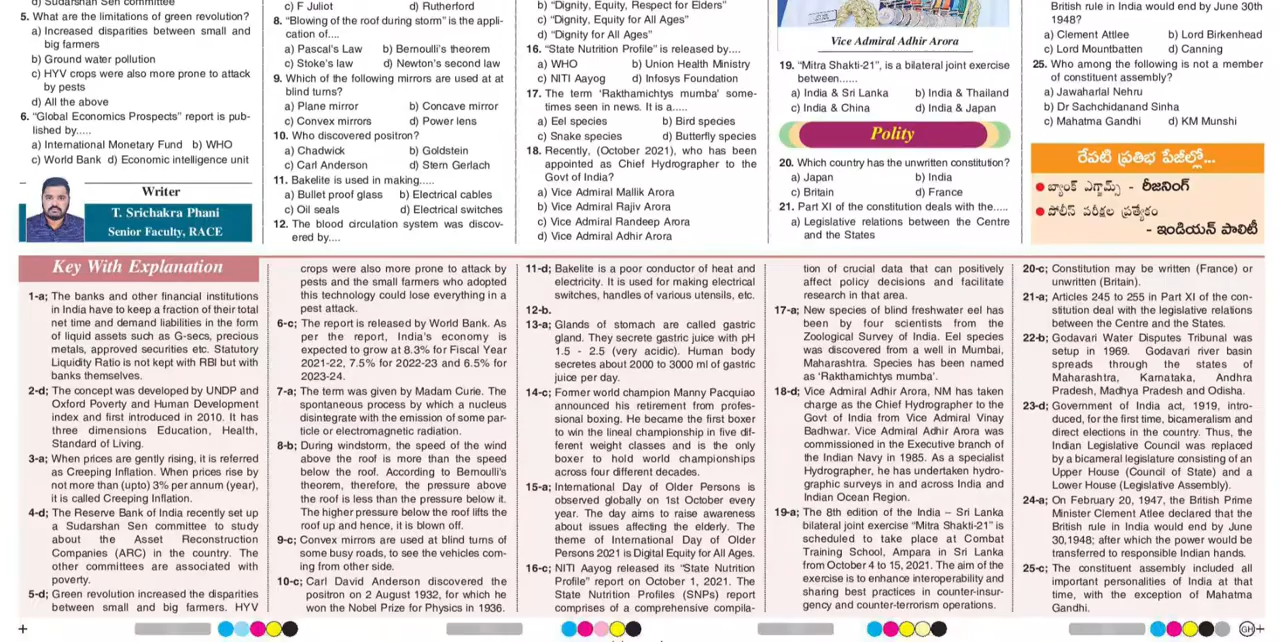 d) Sudarshan Sen committee
5. What are the limitations of green revolution?
a) Increased disparities between small and
big farmers
b) Ground water pollution
c) HYV crops were also more prone to attack
by pests
d) All the above
6. “Global Economics Prospects” report is pub-
lished by.....
a) International Monetary Fund b) WHO
c) World Bank d) Economic intelligence unit
Writer
T. Srichakra Phani
Senior Faculty, RACE
c) F Juliot d) Rutherford
8. “Blowing of the roof during storm” is the appli-
cation of....
a) Pascal's Law b) Bernoulli's theorem
c) Stoke's law d) Newton's second law
9. Which of the following mirrors are used at at
blind turns?
a) Plane mirror b) Concave mirror
c) Convex mirrors d) Power lens
10. Who discovered positron?
a) Chadwick b) Goldstein
c) Carl Anderson d) Stern Gerlach
11. Bakelite is used in making.....
a) Bullet proof glass b) Electrical cables
c) Oil seals d) Electrical switches
12. The blood circulation system was discov-
ered by....
b) “Dignity, Equity, Respect for Elders”
c) “Dignity, Equity for All Ages”
d) “Dignity for All Ages”
16. “State Nutrition Profile” is released by....
a) WHO b) Union Health Ministry
c) NITI Aayog d) Infosys Foundation
17. The term ‘Rakthamichtys mumba’ some-
times seen in news. It is a.....
a) Eel species b) Bird species
c) Snake species d) Butterfly species
18. Recently, (October 2021), who has been
appointed as Chief Hydrographer to the
Govt of India?
a) Vice Admiral Mallik Arora
b) Vice Admiral Rajiv Arora
c) Vice Admiral Randeep Arora
d) Vice Admiral Adhir Arora
Vice Admiral Adhir Arora
19. “Mitra Shakti-21”, is a bilateral joint exercise
between......
a) India & Sri Lanka b) India & Thailand
c) India & China d) India & Japan
Polity
20. Which country has the unwritten constitution?
a) Japan b) India
c) Britain d) France
21. Part XI of the constitution deals with the.....
a) Legislative relations between the Centre
and the States
British rule in India would end by June 30th
1948?
a) Clement Attlee b) Lord Birkenhead
c) Lord Mountbatten d) Canning
25. Who among the following is not a member
of constituent assembly?
a) Jawaharlal Nehru
b) Dr Sachchidanand Sinha
c) Mahatma Gandhi d) KM Munshi
రేపటి ప్రతిభ పేజీల్లో...
బ్యాంక్ ఎగ్జామ్స్ - రీజనింగ్
పోలీస్ పరీక్షల ప్రత్యేకం
- ఇండియన్ పాలిటీ
Key With Explanation
1-a; The banks and other financial institutions
in India have to keep a fraction of their total
net time and demand liabilities in the form
of liquid assets such as G-secs, precious
metals, approved securities etc. Statutory
Liquidity Ratio is not kept with RBI but with
banks themselves.
2-d; The concept was developed by UNDP and
Oxford Poverty and Human Development
index and first introduced in 2010. It has
three dimensions Education, Health,
Standard of Living.
3-a; When prices are gently rising, it is referred
as Creeping Inflation. When prices rise by
not more than (upto) 3% per annum (year),
it is called Creeping Inflation.
4-d; The Reserve Bank of India recently set up
a Sudarshan Sen committee to study
about the Asset Reconstruction
Companies (ARC) in the country. The
other committees are associated with
poverty.
5-d; Green revolution increased the disparities
between small and big farmers. HYV
crops were also more prone to attack by
pests and the small farmers who adopted
this technology could lose everything in a
pest attack.
6-c; The report is released by World Bank. As
per the report, India's economy is
expected to grow at 8.3% for Fiscal Year
2021-22, 7.5% for 2022-23 and 6.5% for
2023-24.
7-a; The term was given by Madam Curie. The
spontaneous process by which a nucleus
disintegrate with the emission of some par-
ticle or electromagnetic radiation.
8-b; During windstorm, the speed of the wind
above the roof is more than the speed
below the roof. According to Bernoulli's
theorem, therefore, the pressure above
the roof is less than the pressure below it.
The higher pressure below the roof lifts the
roof up and hence, it is blown off.
9-c; Convex mirrors are used at blind turns of
some busy roads, to see the vehicles com-
ing from other side.
10-c; Carl David Anderson discovered the
positron on 2 August 1932, for which he
won the Nobel Prize for Physics in 1936.
11-d; Bakelite is a poor conductor of heat and
electricity. It is used for making electrical
switches, handles of various utensils, etc.
12-b.
13-a; Glands of stomach are called gastric
gland. They secrete gastric juice with pH
1.5 - 2.5 (very acidic). Human body
secretes about 2000 to 3000 ml of gastric
juice per day.
14-c; Former world champion Manny Pacquiao
announced his retirement from profes-
sional boxing. He became the first boxer
to win the lineal championship in five dif-
ferent weight classes and is the only
boxer to hold world championships
across four different decades.
15-a; International Day of Older Persons is
observed globally on 1st October every
year. The day aims to raise awareness
about issues affecting the elderly. The
theme of International Day of Older
Persons 2021 is Digital Equity for All Ages.
16-c; NITI Aayog released its “State Nutrition
Profile” report on October 1, 2021. The
State Nutrition Profiles (SNPs) report
comprises of a comprehensive compila-
tion of crucial data that can positively
affect policy decisions and facilitate
research in that area.
17-a; New species of blind freshwater eel has
been by four scientists from the
Zoological Survey of India. Eel species
was discovered from a well in Mumbai,
Maharashtra. Species has been named
as ‘Rakthamichtys mumba’.
18-d; Vice Admiral Adhir Arora, NM has taken
charge as the Chief Hydrographer to the
Govt of India from Vice Admiral Vinay
Badhwar. Vice Admiral Adhir Arora was
commissioned in the Executive branch of
the Indian Navy in 1985. As a specialist
Hydrographer, he has undertaken hydro-
graphic surveys in and across India and
Indian Ocean Region.
19-a; The 8th edition of the India – Sri Lanka
bilateral joint exercise “Mitra Shakti-21” is
scheduled to take place at Combat
Training School, Ampara in Sri Lanka
from October 4 to 15, 2021. The aim of the
exercise is to enhance interoperability and
sharing best practices in counter-insur-
gency and counter-terrorism operations.
20-c; Constitution may be written (France) or
unwritten (Britain).
21-a; Articles 245 to 255 in Part XI of the con-
stitution deal with the legislative relations
between the Centre and the States.
22-b; Godavari Water Disputes Tribunal was
setup in 1969. Godavari river basin
spreads through the states of
Maharashtra, Karnataka, Andhra
Pradesh, Madhya Pradesh and Odisha.
23-d; Government of India act, 1919, intro-
duced, for the first time, bicameralism and
direct elections in the country. Thus, the
Indian Legislative Council was replaced
by a bicameral legislature consisting of an
Upper House (Council of State) and a
Lower House (Legislative Assembly).
24-a; On February 20, 1947, the British Prime
Minister Clement Atlee declared that the
British rule in India would end by June
30,1948; after which the power would be
transferred to responsible Indian hands.
25-c; The constituent assembly included all
important personalities of India at that
time, with the exception of Mahatma
Gandhi.
GH